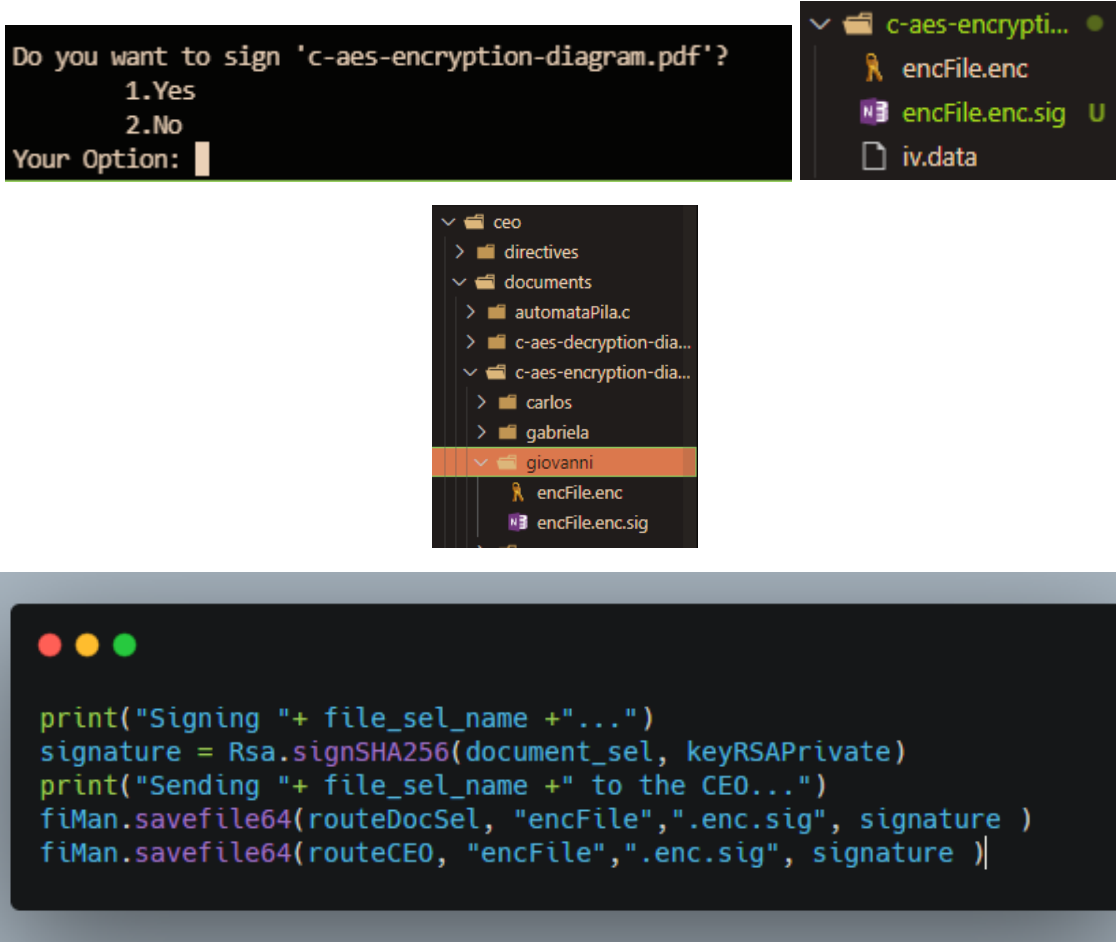 Do you want to sign 'c-aes-encryption-diagram.pdf'?
1.Yes
2.No
Your Option:
c-aes-encrypti...
encFile.enc
encFile.enc.sig U
iv.data
ceo
directives
documents
automataPila.c
c-aes-decryption-dia...
c-aes-encryption-dia...
carlos
gabriela
giovanni
encFile.enc
encFile.enc.sig
print("Signing "+ file_sel_name +"...")
signature = Rsa.signSHA256(document_sel, keyRSAPrivate)
print("Sending "+ file_sel_name +" to the CEO...")
fiMan.savefile64(routeDocSel, "encFile",".enc.sig", signature )
fiMan.savefile64(routeCEO, "encFile",".enc.sig", signature )